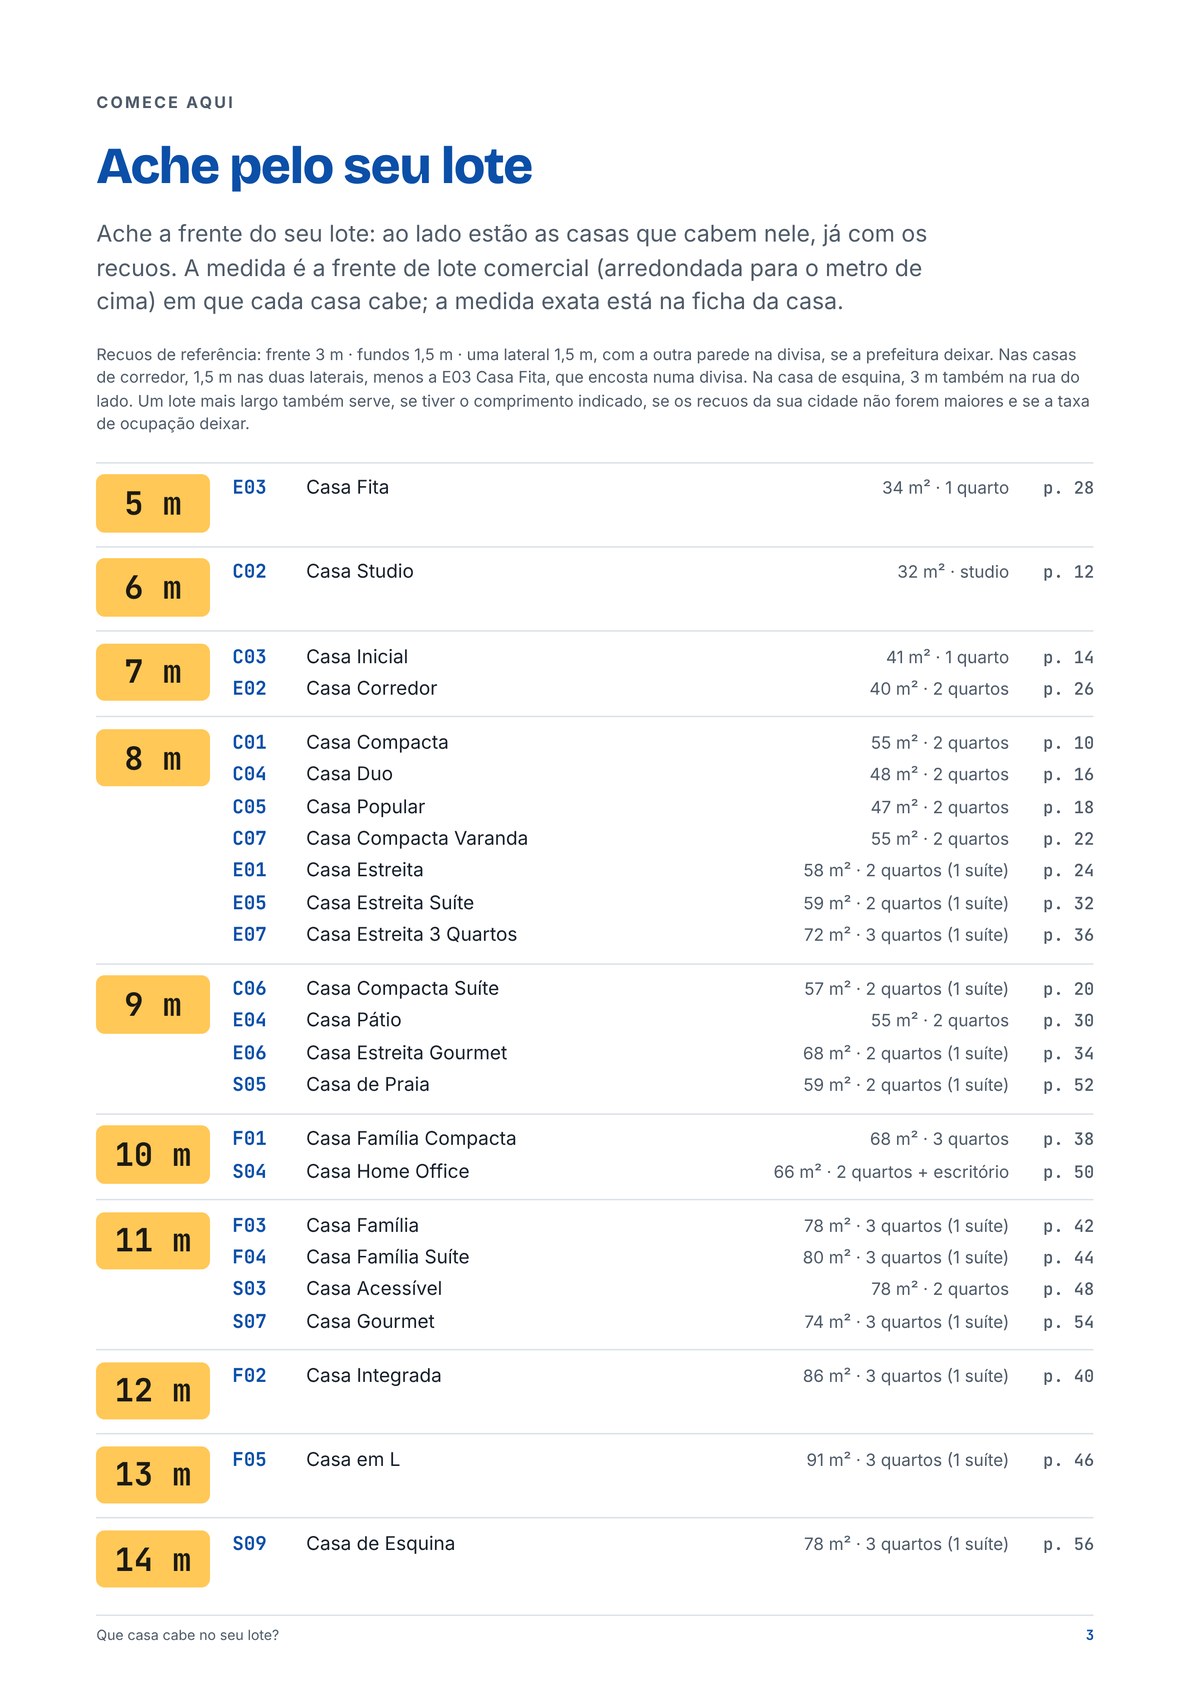 COMECE AQUI
Ache pelo seu lote
Ache a frente do seu lote: ao lado estão as casas que cabem nele, já com os
recuos. A medida é a frente de lote comercial (arredondada para o metro de
cima) em que cada casa cabe; a medida exata está na ficha da casa.
Recuos de referência: frente 3 m · fundos 1,5 m · uma lateral 1,5 m, com a outra parede na divisa, se a prefeitura deixar. Nas casas
de corredor, 1,5 m nas duas laterais, menos a E03 Casa Fita, que encosta numa divisa. Na casa de esquina, 3 m também na rua do
lado. Um lote mais largo também serve, se tiver o comprimento indicado, se os recuos da sua cidade não forem maiores e se a taxa
de ocupação deixar.
5 m E03 Casa Fita 34 m² · 1 quarto p. 28
6 m C02 Casa Studio 32 m² · studio p. 12
7 m C03 Casa Inicial 41 m² · 1 quarto p. 14
E02 Casa Corredor 40 m² · 2 quartos p. 26
8 m C01 Casa Compacta 55 m² · 2 quartos p. 10
C04 Casa Duo 48 m² · 2 quartos p. 16
C05 Casa Popular 47 m² · 2 quartos p. 18
C07 Casa Compacta Varanda 55 m² · 2 quartos p. 22
E01 Casa Estreita 58 m² · 2 quartos (1 suíte) p. 24
E05 Casa Estreita Suíte 59 m² · 2 quartos (1 suíte) p. 32
E07 Casa Estreita 3 Quartos 72 m² · 3 quartos (1 suíte) p. 36
9 m C06 Casa Compacta Suíte 57 m² · 2 quartos (1 suíte) p. 20
E04 Casa Pátio 55 m² · 2 quartos p. 30
E06 Casa Estreita Gourmet 68 m² · 2 quartos (1 suíte) p. 34
S05 Casa de Praia 59 m² · 2 quartos (1 suíte) p. 52
10 m F01 Casa Família Compacta 68 m² · 3 quartos p. 38
S04 Casa Home Office 66 m² · 2 quartos + escritório p. 50
11 m F03 Casa Família 78 m² · 3 quartos (1 suíte) p. 42
F04 Casa Família Suíte 80 m² · 3 quartos (1 suíte) p. 44
S03 Casa Acessível 78 m² · 2 quartos p. 48
S07 Casa Gourmet 74 m² · 3 quartos (1 suíte) p. 54
12 m F02 Casa Integrada 86 m² · 3 quartos (1 suíte) p. 40
13 m F05 Casa em L 91 m² · 3 quartos (1 suíte) p. 46
14 m S09 Casa de Esquina 78 m² · 3 quartos (1 suíte) p. 56
Que casa cabe no seu lote? 3